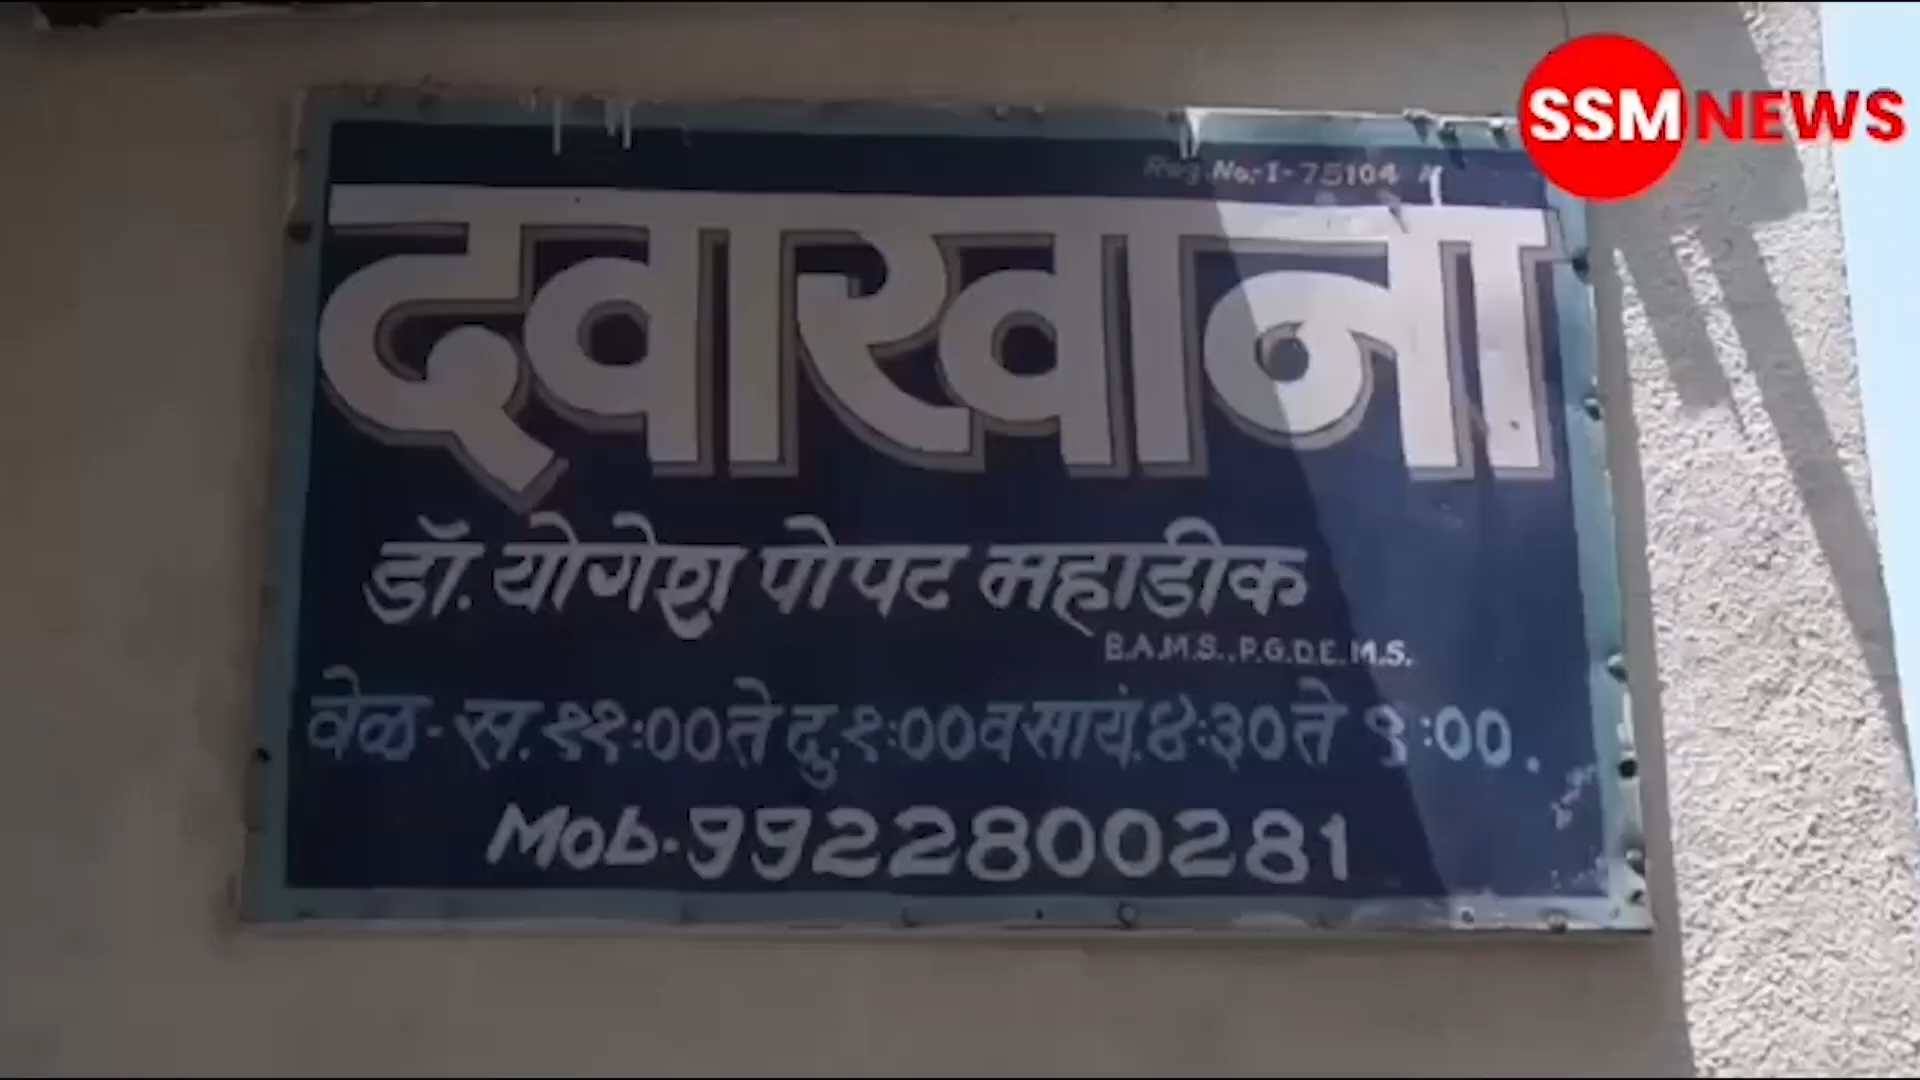 SSM NEWS
Reg. No:-I-75104
दवाखाना
डॉ. योगेश पोपट महाडीक
B.A.M.S., P.G.D.E.M.S.
वेळ- स. ११:०० ते दु. १:०० व सायं. ४:३० ते ९:००.
Mob-9922800281